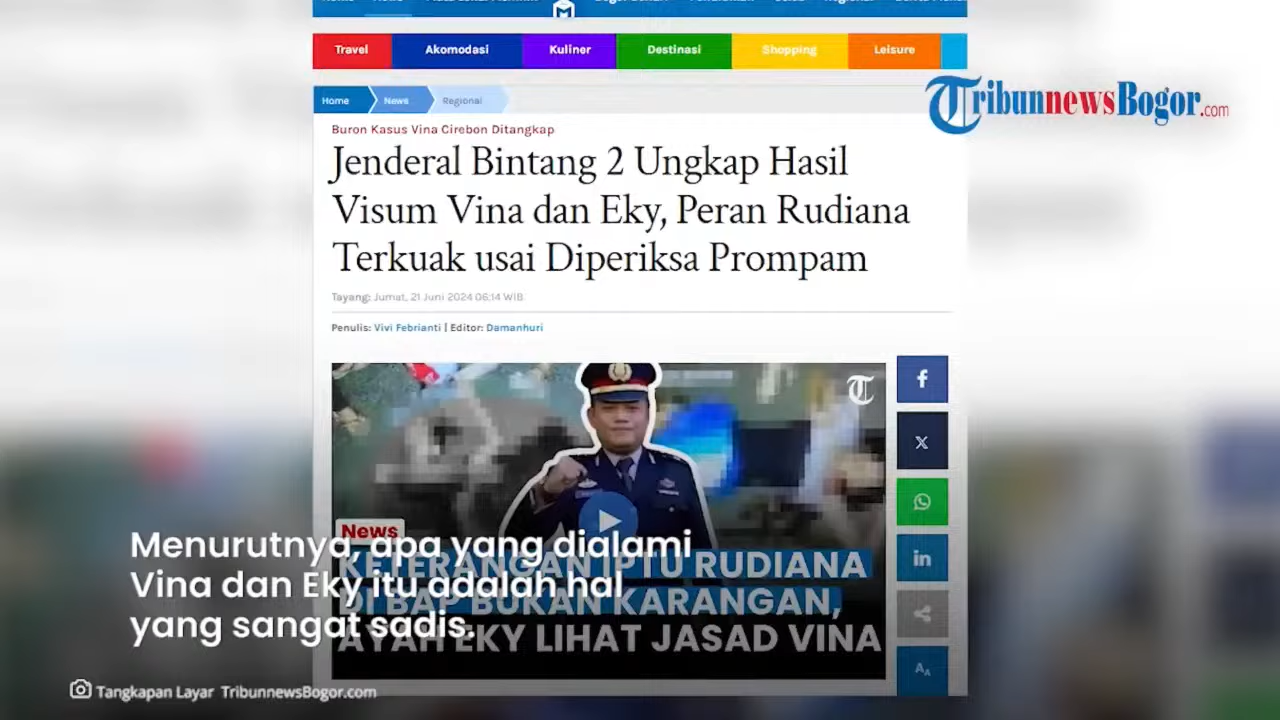 Travel
Akomodasi
Kuliner
Destinasi
Shopping
Leisure
TribunnewsBogor.com
Home
News
Regional
Buron Kasus Vina Cirebon Ditangkap
Jenderal Bintang 2 Ungkap Hasil
Visum Vina dan Eky, Peran Rudiana
Terkuak usai Diperiksa Prompam
Tayang: Jumat, 21 Juni 2024 06:14 WIB
Penulis: Vivi Febrianti | Editor: Damanhuri
News
KETERANGAN IPTU RUDIANA
DI BAP BUKAN KARANGAN,
AYAH EKY LIHAT JASAD VINA
Menurutnya, apa yang dialami
Vina dan Eky itu adalah hal
yang sangat sadis.
Tangkapan Layar TribunnewsBogor.com